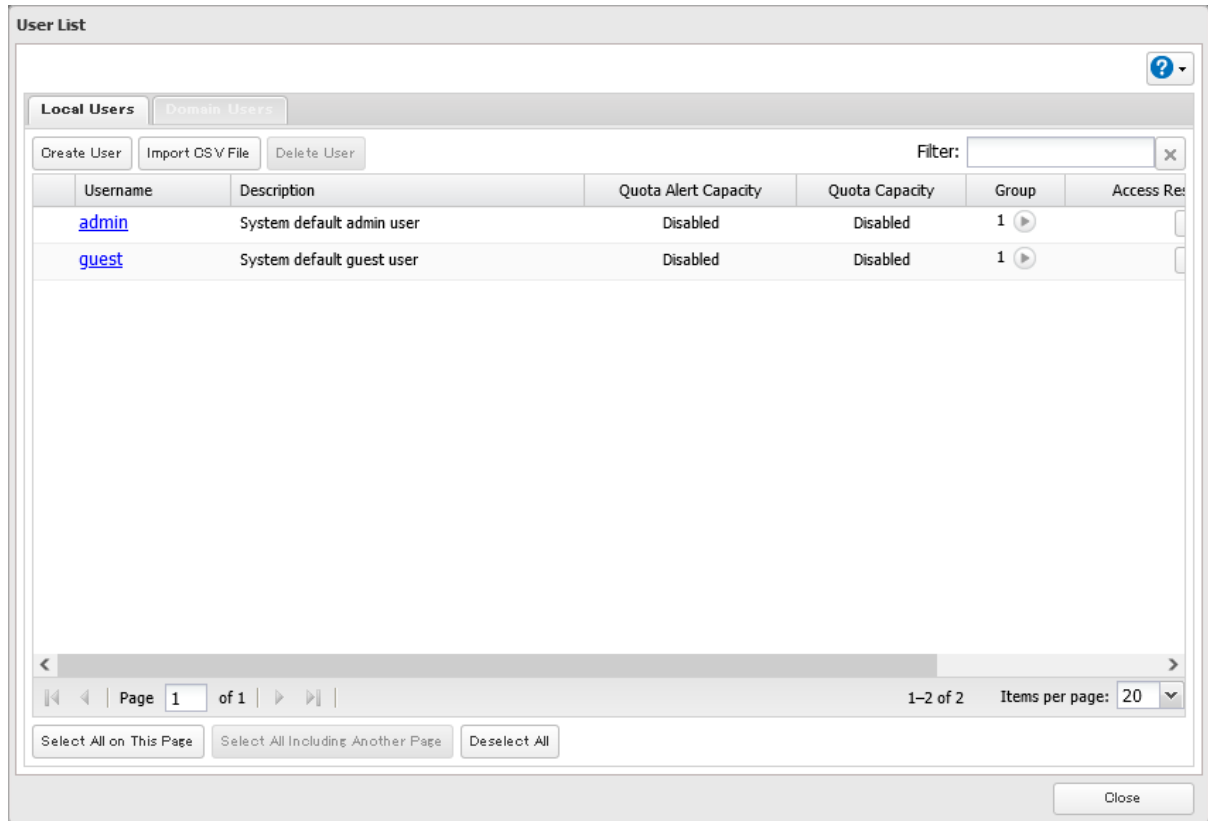 User List
?
Local Users Domain Users
Create User Import CSV File Delete User Filter:
Username Description Quota Alert Capacity Quota Capacity Group Access Res
admin System default admin user Disabled Disabled 1
guest System default guest user Disabled Disabled 1
Page 1 of 1 1–2 of 2 Items per page: 20
Select All on This Page Select All Including Another Page Deselect All
Close